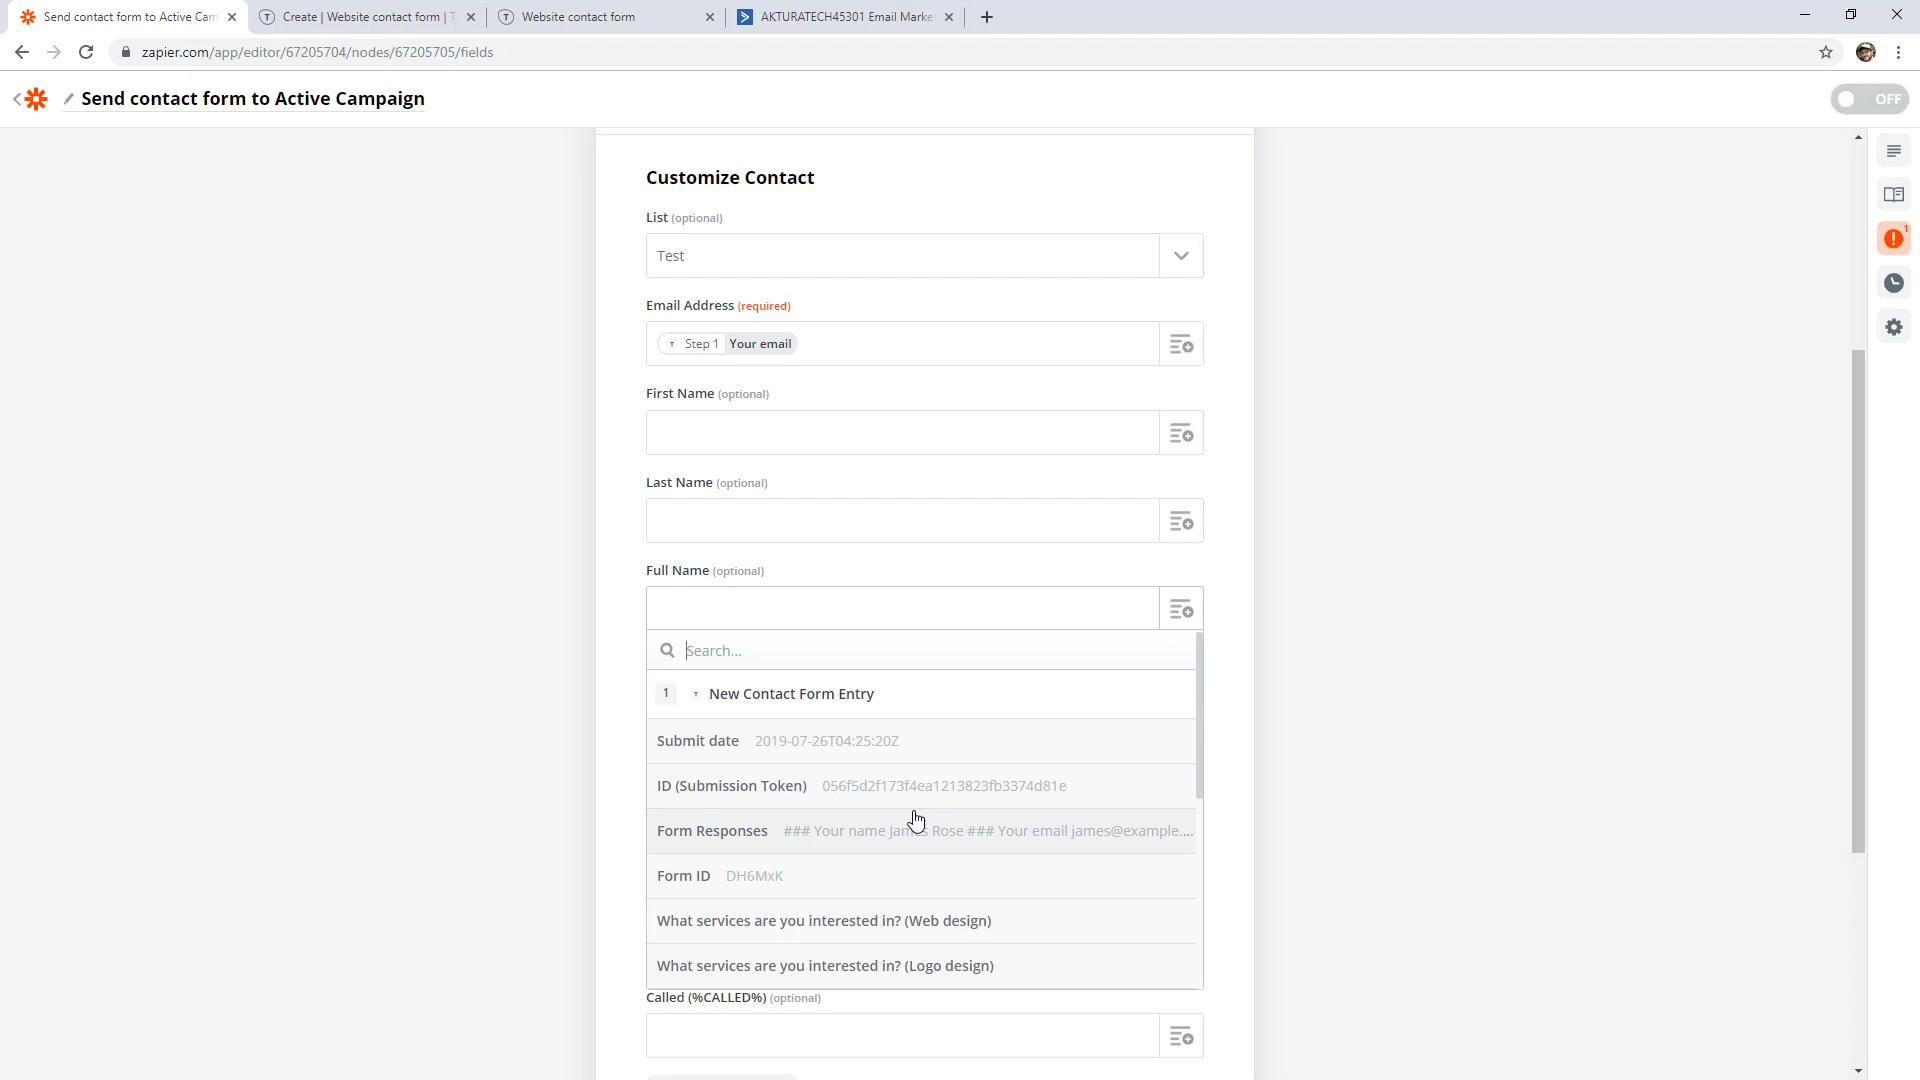 Send contact form to Active Cam
Create | Website contact form | T
Website contact form
AKTURATECH45301 Email Marke
zapier.com/app/editor/67205704/nodes/67205705/fields
Send contact form to Active Campaign
OFF
Customize Contact
List (optional)
Test
Email Address (required)
Step 1 Your email
First Name (optional)
Last Name (optional)
Full Name (optional)
Search...
1 New Contact Form Entry
Submit date 2019-07-26T04:25:20Z
ID (Submission Token) 056f5d2f173f4ea1213823fb3374d81e
Form Responses ### Your name James Rose ### Your email james@example....
Form ID DH6MxK
What services are you interested in? (Web design)
What services are you interested in? (Logo design)
Called (%CALLED%) (optional)